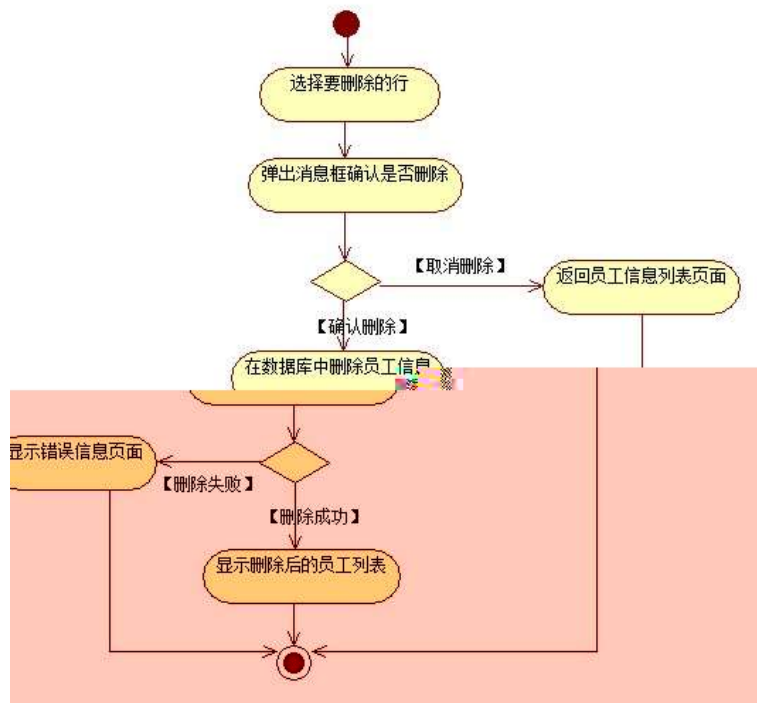 选择要删除的行
弹出消息框确认是否删除
【取消删除】
返回员工信息列表页面
【确认删除】
在数据库中删除员工信息
显示错误信息页面
【删除失败】
【删除成功】
显示删除后的员工列表